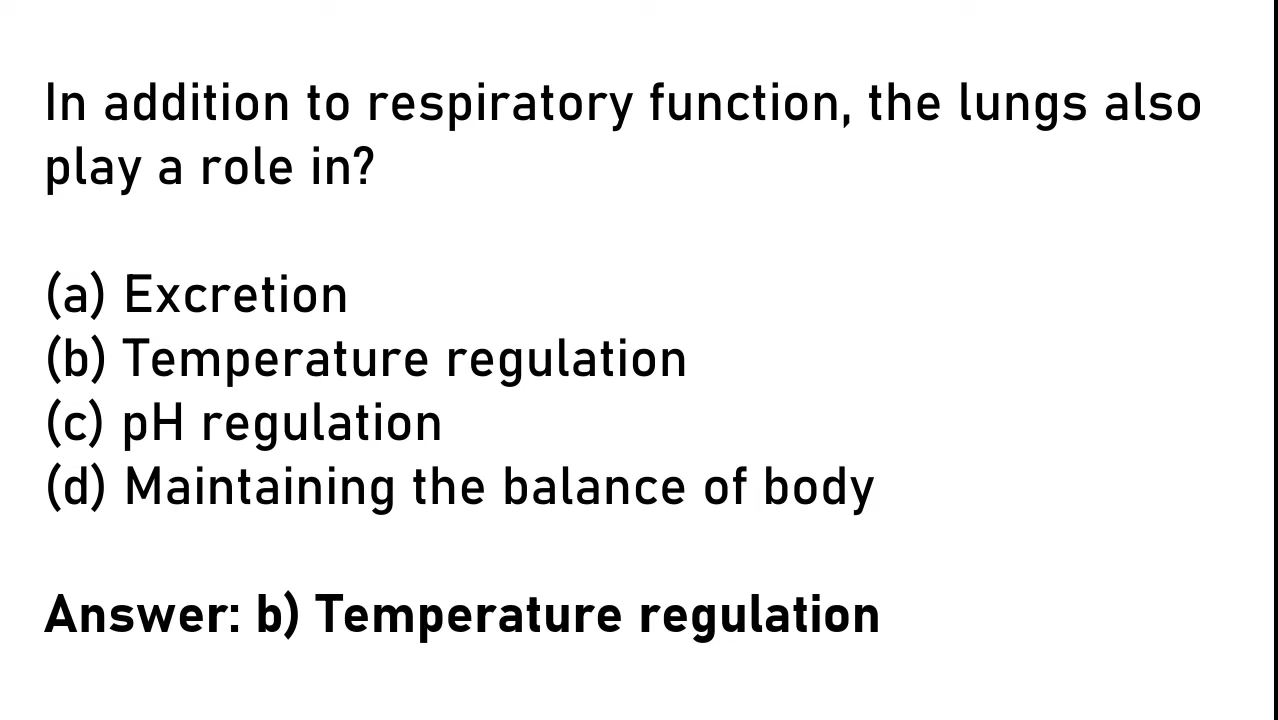 In addition to respiratory function, the lungs also
play a role in?
(a) Excretion
(b) Temperature regulation
(c) pH regulation
(d) Maintaining the balance of body
Answer: b) Temperature regulation